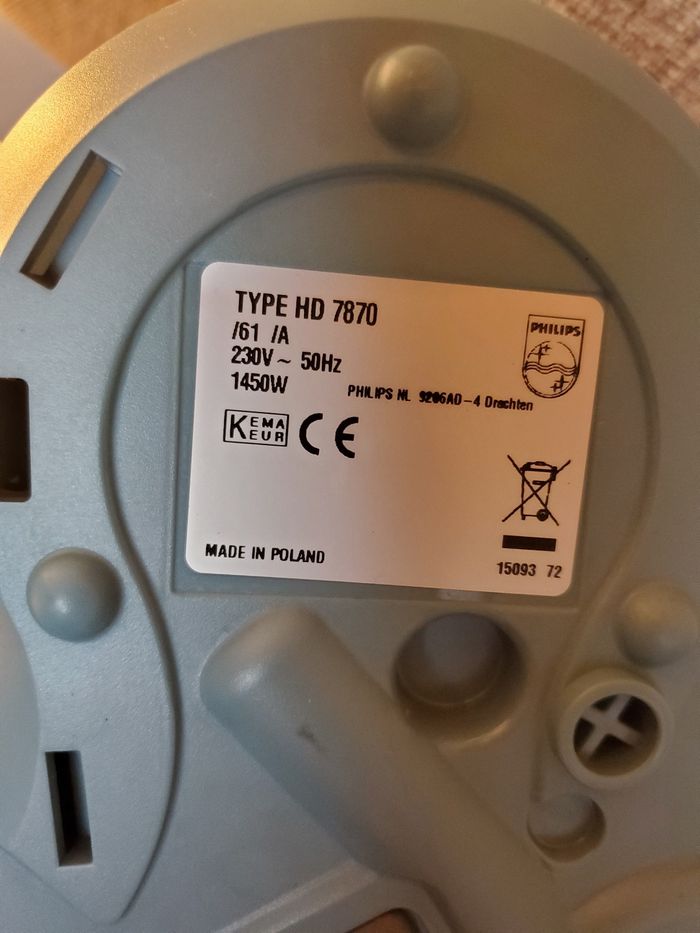 TYPE HD 7870
/61 /A
230V ~ 50Hz
1450W
PHILIPS
PHILIPS NL 9206AD-4 Drachten
KEMA
KEUR
CE
MADE IN POLAND
15093 72